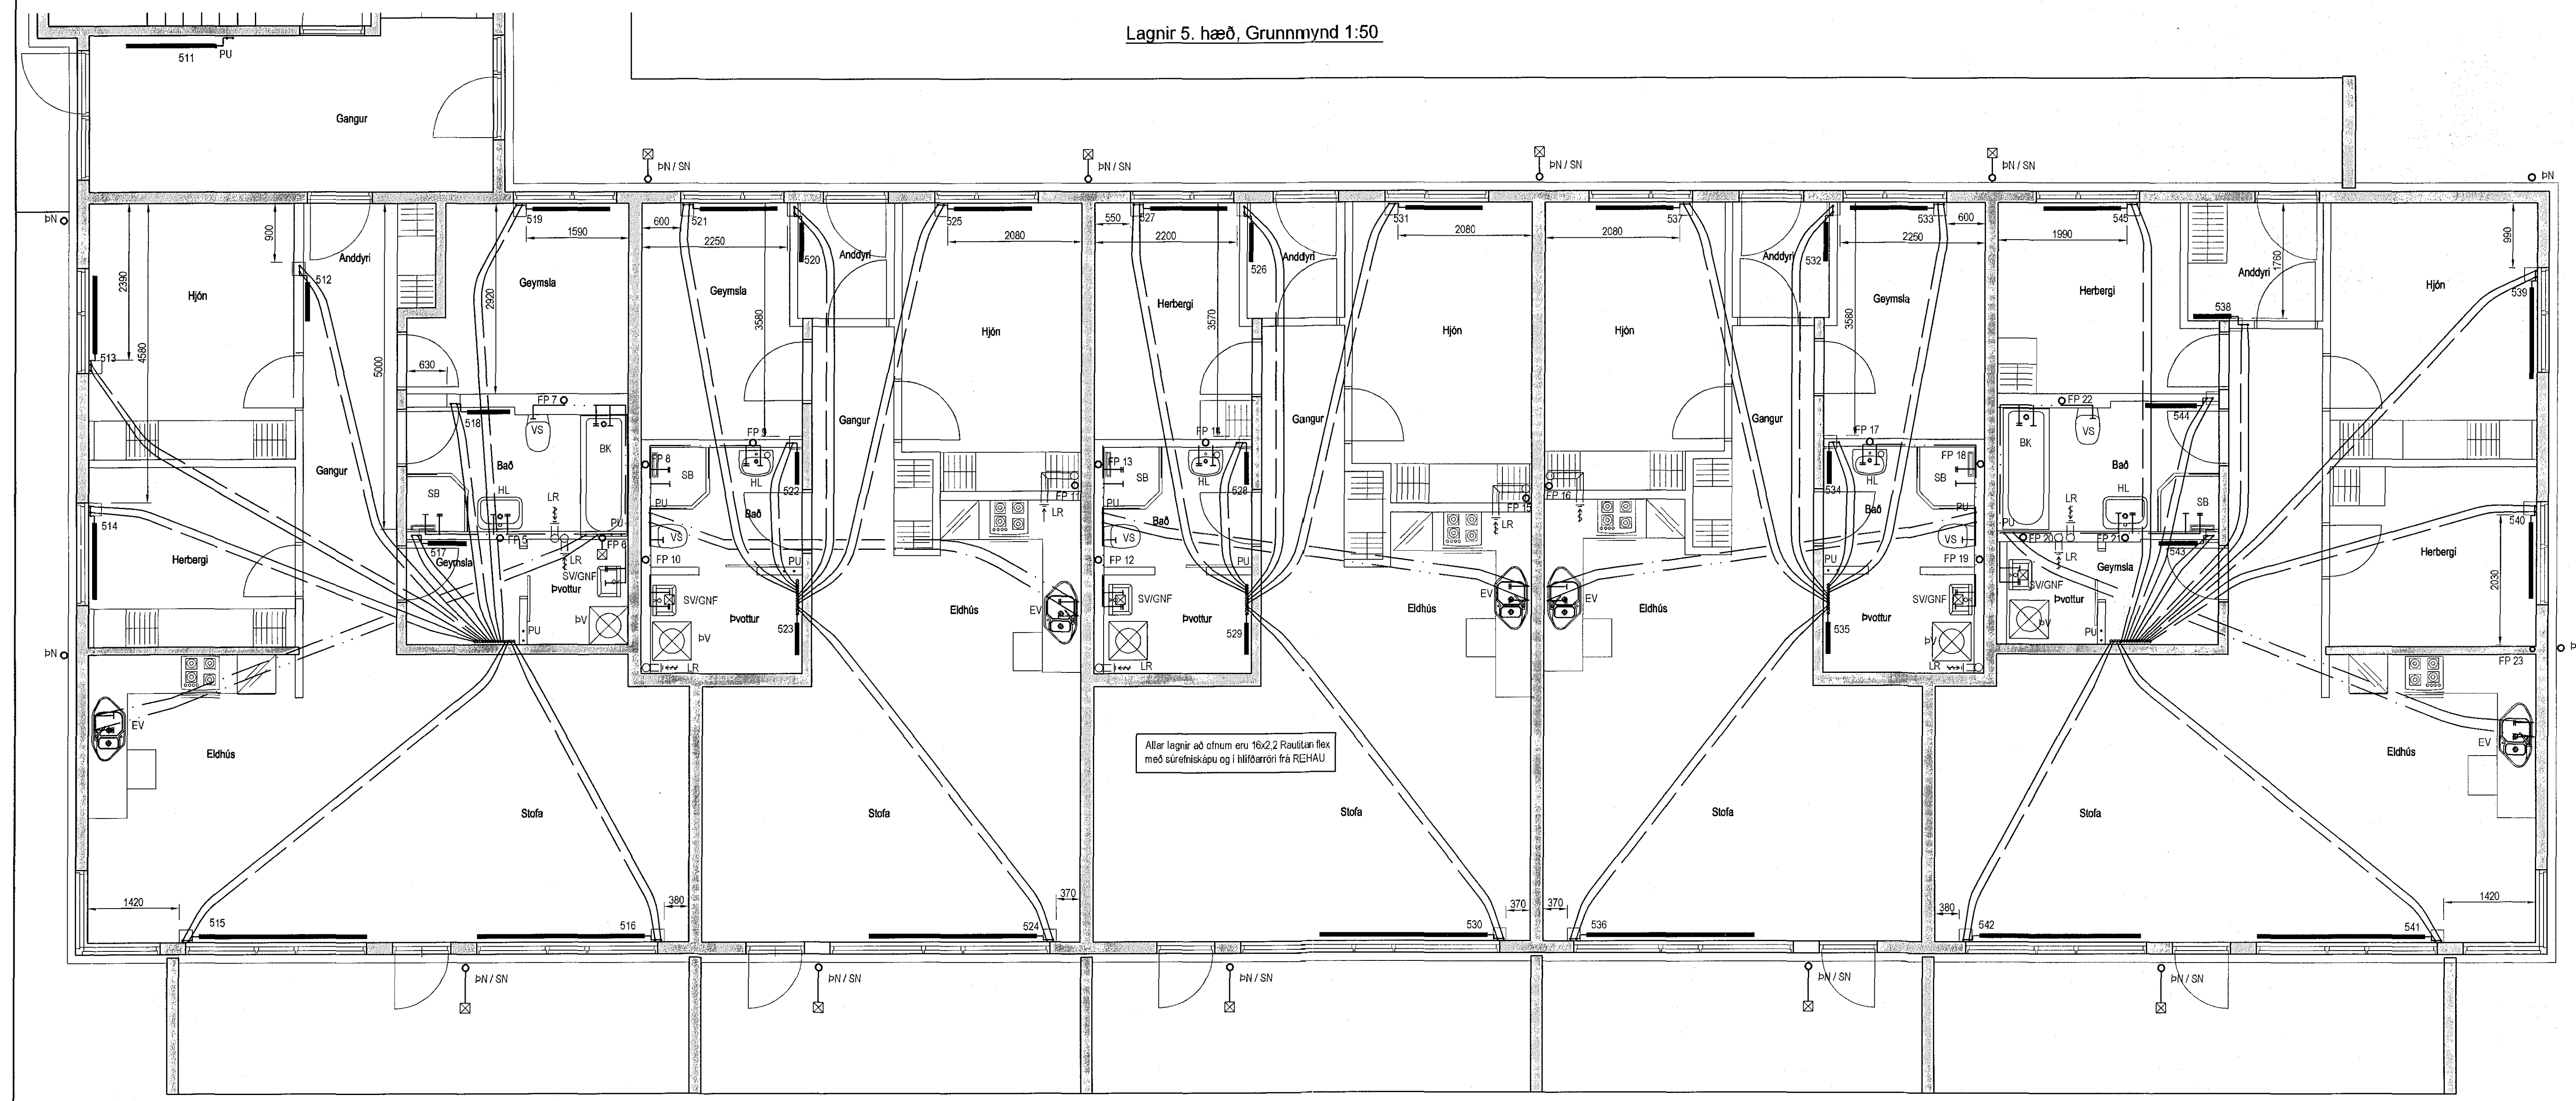 Lagnir 5. hæð, Grunnmynd 1:50
511
PU
Gangur
ÞN / SN
ÞN / SN
ÞN / SN
ÞN / SN
ÞN
ÞN
519
521
525
527
531
537
533
545
1590
600
2250
2080
550
2200
2080
2080
600
2250
1990
990
900
2390
4580
5000
512
Anddyri
Hjón
513
2920
Geymsla
630
520
Anddyri
Geymsla
3580
Hjón
526
Anddyri
Herbergi
3570
Hjón
Hjón
532
Anddyri
Geymsla
3580
Herbergi
538
Anddyri
1760
Hjón
539
FP 7
518
VS
BK
Bað
Gangur
SB
HL
LR
PU
FP 5
FP 6
517
Geymsla
LR
SV/GNF
Þvottur
ÞV
PU
514
Herbergi
FP 9
FP 8
SB
HL
522
Gangur
PU
Bað
VS
FP 10
PU
SV/GNF
ÞV
Þvottur
523
LR
FP 11
LR
EV
Eldhús
FP 14
FP 13
SB
HL
528
Gangur
PU
Bað
VS
FP 12
PU
SV/GNF
Þvottur
529
LR
FP 15
LR
EV
Eldhús
FP 16
EV
Eldhús
Gangur
FP 17
FP 18
534
HL
SB
PU
Bað
VS
PU
FP 19
SV/GNF
Þvottur
ÞV
535
LR
FP 22
544
BK
VS
Bað
LR
HL
SB
PU
FP 20
FP 21
543
LR
Geymsla
SV/GNF
Þvottur
ÞV
PU
540
Herbergi
2030
FP 23
ÞN
EV
Eldhús
Stofa
Stofa
Allar lagnir að ofnum eru 16x2,2 Rautitan flex
með súrefniskápu og í hlífðarröri frá REHAU
Stofa
Stofa
Stofa
EV
Eldhús
1420
515
516
380
524
370
530
370
370
536
380
542
541
1420
ÞN / SN
ÞN / SN
ÞN / SN
ÞN / SN
ÞN / SN